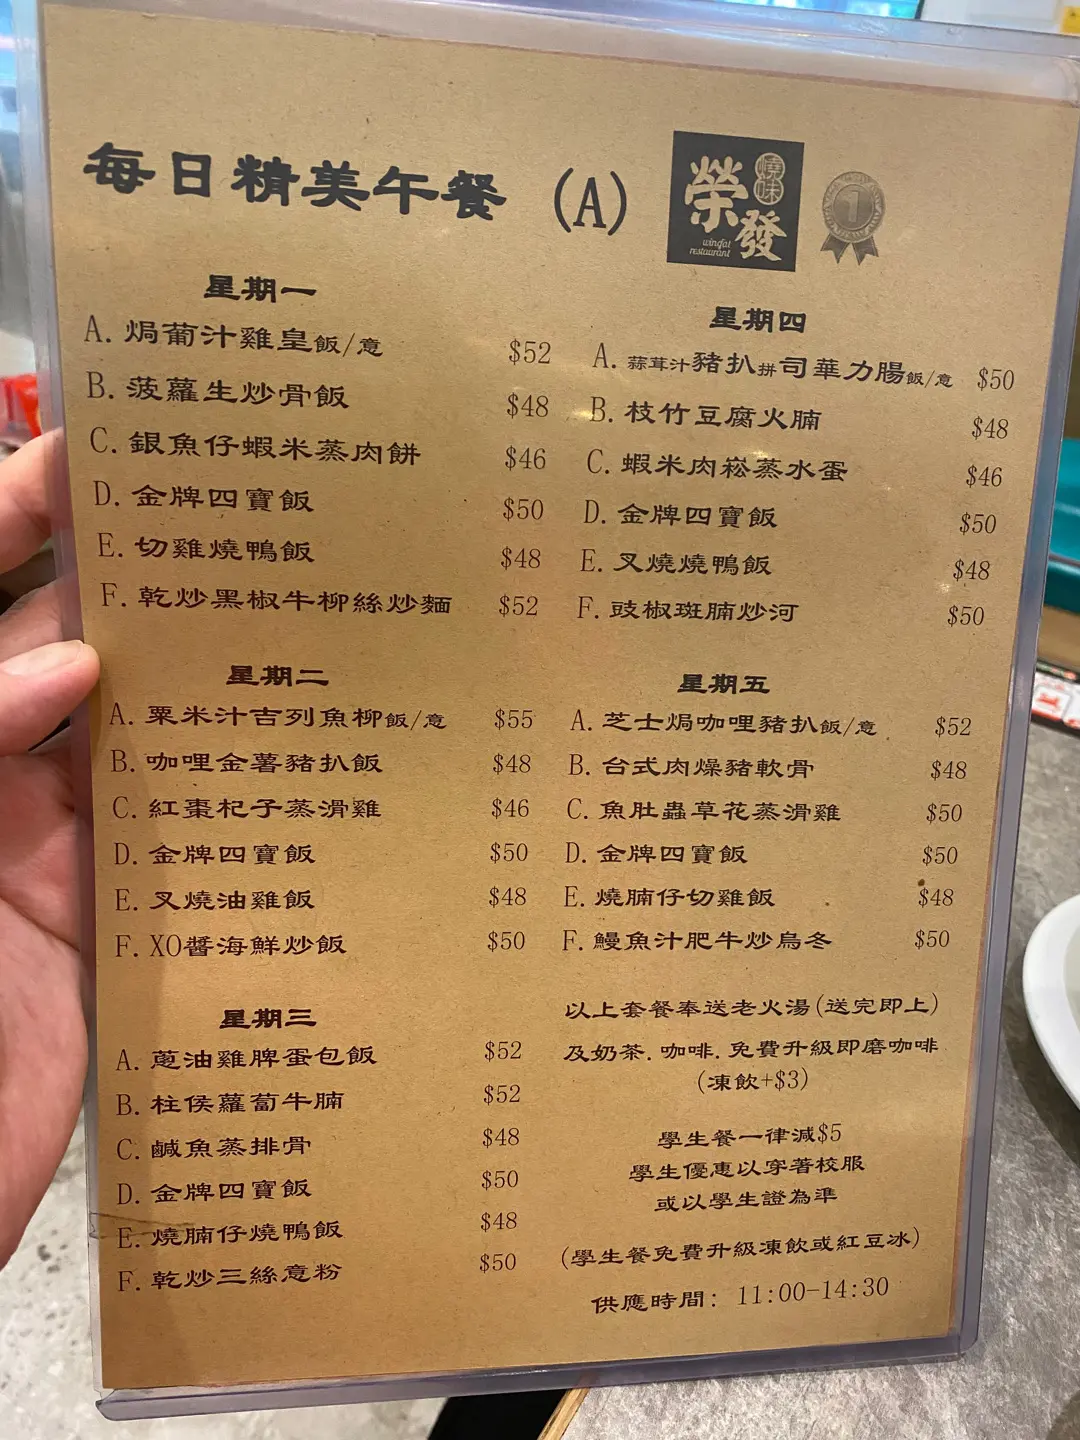 每日精美午餐 (A)
燒味
榮發
wingfat
restaurant
1
星期一
A. 焗葡汁雞皇飯/意 $52
B. 菠蘿生炒骨飯 $48
C. 銀魚仔蝦米蒸肉餅 $46
D. 金牌四寶飯 $50
E. 切雞燒鴨飯 $48
F. 乾炒黑椒牛柳絲炒麵 $52
星期二
A. 粟米汁吉列魚柳飯/意 $55
B. 咖哩金薯豬扒飯 $48
C. 紅棗杞子蒸滑雞 $46
D. 金牌四寶飯 $50
E. 叉燒油雞飯 $48
F. XO醬海鮮炒飯 $50
星期三
A. 蔥油雞脾蛋包飯 $52
B. 柱侯蘿蔔牛腩 $52
C. 鹹魚蒸排骨 $48
D. 金牌四寶飯 $50
E. 燒腩仔燒鴨飯 $48
F. 乾炒三絲意粉 $50
星期四
A. 蒜茸汁豬扒拼司華力腸飯/意 $50
B. 枝竹豆腐火腩 $48
C. 蝦米肉崧蒸水蛋 $46
D. 金牌四寶飯 $50
E. 叉燒燒鴨飯 $48
F. 豉椒斑腩炒河 $50
星期五
A. 芝士焗咖哩豬扒飯/意 $52
B. 台式肉燥豬軟骨 $48
C. 魚肚蟲草花蒸滑雞 $50
D. 金牌四寶飯 $50
E. 燒腩仔切雞飯 $48
F. 鰻魚汁肥牛炒烏冬 $50
以上套餐奉送老火湯(送完即上)
及奶茶.咖啡.免費升級即磨咖啡
(凍飲+$3)
學生餐一律減$5
學生優惠以穿著校服
或以學生證為準
(學生餐免費升級凍飲或紅豆冰)
供應時間: 11:00-14:30